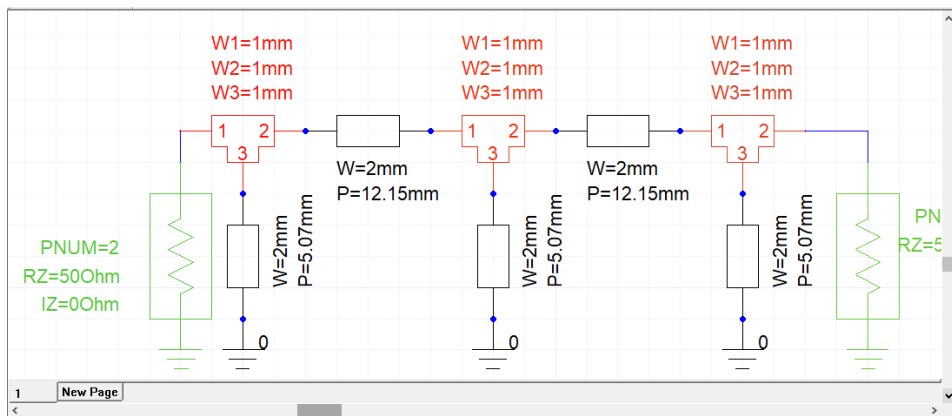 W1=1mm
W2=1mm
W3=1mm
W1=1mm
W2=1mm
W3=1mm
W1=1mm
W2=1mm
W3=1mm
1 2
3
1 2
3
1 2
3
W=2mm
P=12.15mm
W=2mm
P=12.15mm
PNUM=2
RZ=50Ohm
IZ=0Ohm
W=2mm
P=5.07mm
W=2mm
P=5.07mm
W=2mm
P=5.07mm
PN
RZ=5
0
0
0
1
New Page